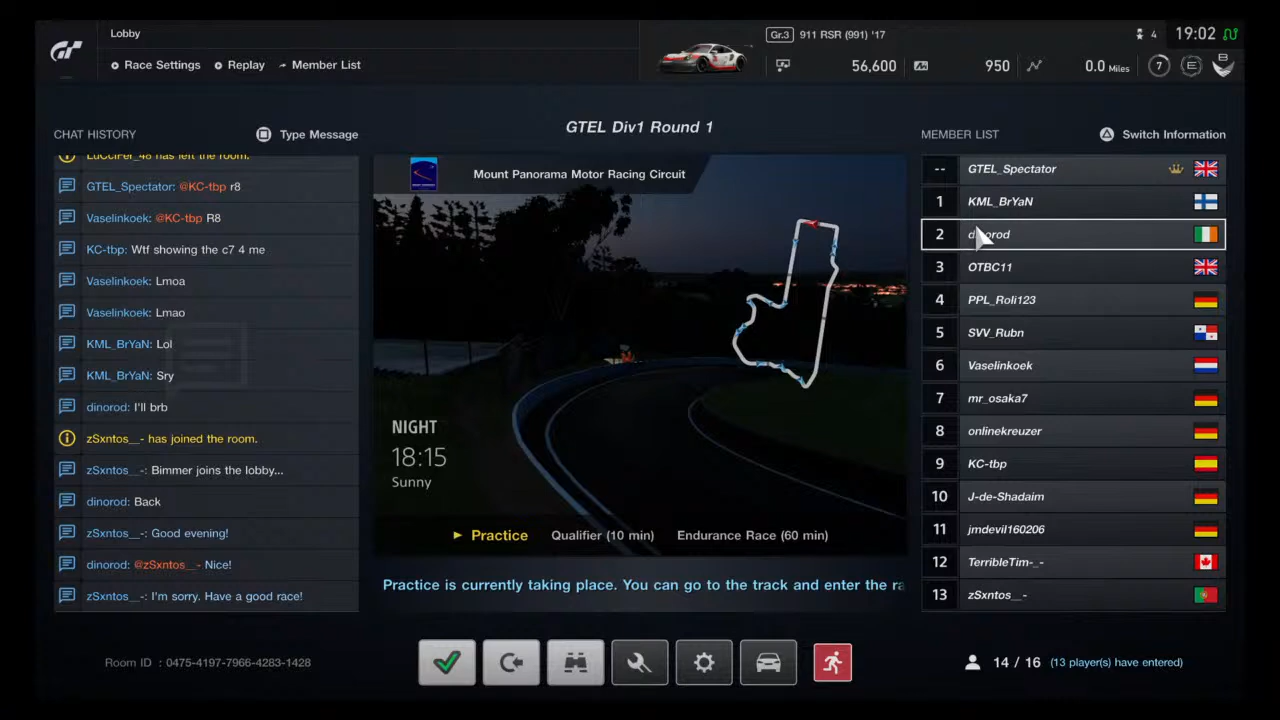 Lobby
Race Settings
Replay
Member List
Gr.3
911 RSR (991) '17
56,600
950
0.0 Miles
4
19:02
7
E
B
CHAT HISTORY
Type Message
LuCciFer_48 has left the room.
GTEL_Spectator: @KC-tbp r8
Vaselinkoek: @KC-tbp R8
KC-tbp: Wtf showing the c7 4 me
Vaselinkoek: Lmoa
Vaselinkoek: Lmao
KML_BrYaN: Lol
KML_BrYaN: Sry
dinorod: I'll brb
zSxntos__- has joined the room.
zSxntos__-: Bimmer joins the lobby...
dinorod: Back
zSxntos__-: Good evening!
dinorod: @zSxntos__- Nice!
zSxntos__-: I'm sorry. Have a good race!
GTEL Div1 Round 1
Mount Panorama Motor Racing Circuit
NIGHT
18:15
Sunny
Practice
Qualifier (10 min)
Endurance Race (60 min)
Practice is currently taking place. You can go to the track and enter the ra
MEMBER LIST
Switch Information
-- GTEL_Spectator
1 KML_BrYaN
2 dinorod
3 OTBC11
4 PPL_Roli123
5 SVV_Rubn
6 Vaselinkoek
7 mr_osaka7
8 onlinekreuzer
9 KC-tbp
10 J-de-Shadaim
11 jmdevil160206
12 TerribleTim-_-
13 zSxntos__-
Room ID : 0475-4197-7966-4283-1428
14 / 16 (13 player(s) have entered)